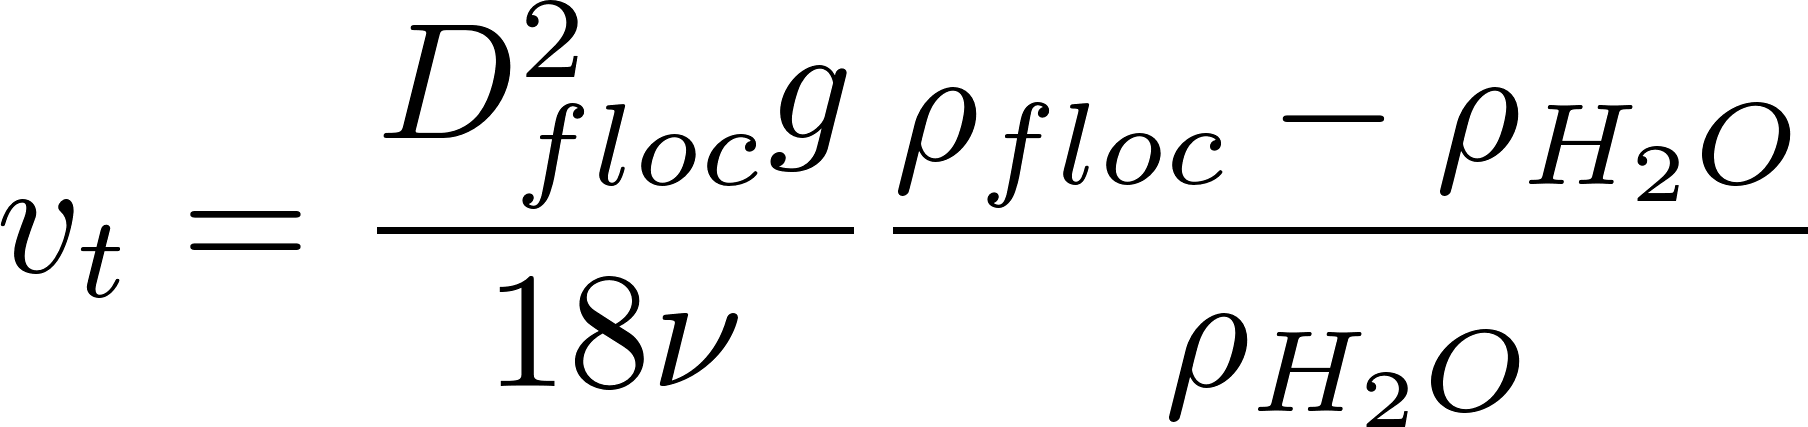 $v_t = \frac{D_{floc}^2 g}{18\nu} \frac{\rho_{floc} - \rho_{H_2O}}{\rho_{H_2O}}$